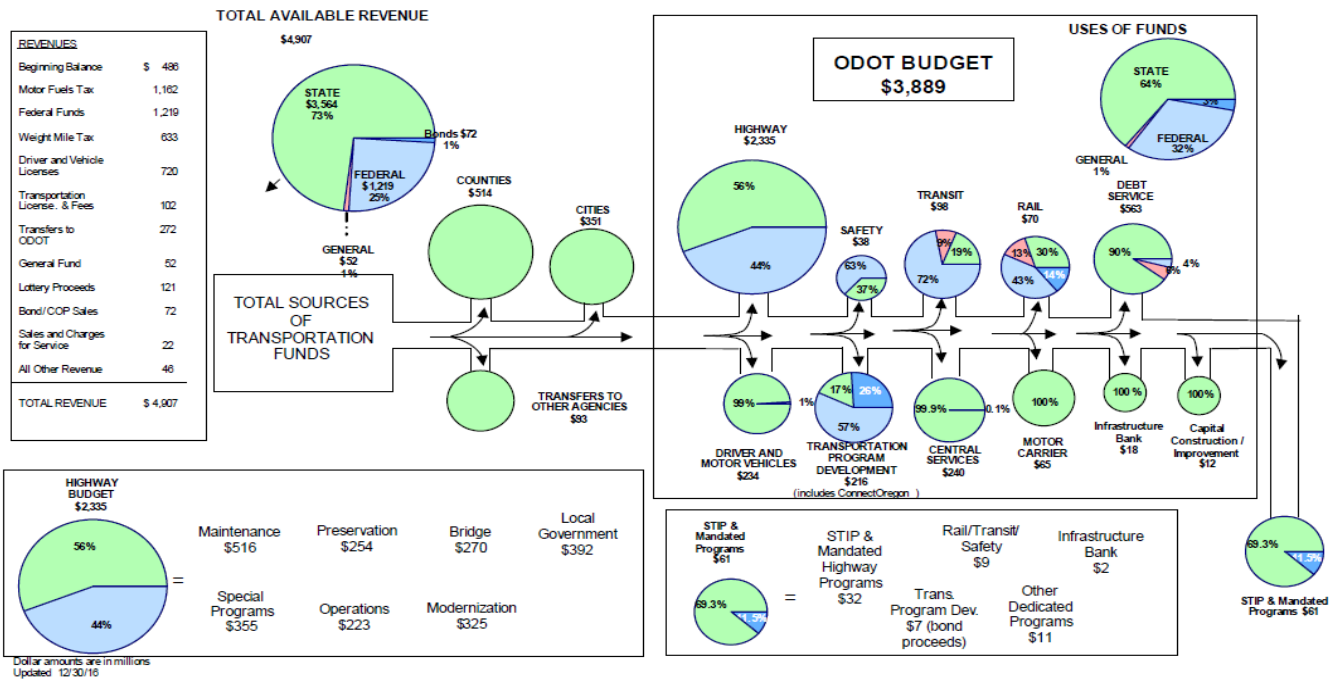 TOTAL AVAILABLE REVENUE
$4,907
REVENUES
Beginning Balance $ 486
Motor Fuels Tax 1,162
Federal Funds 1,219
Weight Mile Tax 633
Driver and Vehicle
Licenses 720
Transportation
License. & Fees 102
Transfers to
ODOT 272
General Fund 52
Lottery Proceeds 121
Bond/COP Sales 72
Sales and Charges
for Service 22
All Other Revenue 46
TOTAL REVENUE $ 4,907
STATE
$3,564
73%
Bonds $72
1%
FEDERAL
$1,219
25%
GENERAL
$52
1%
TOTAL SOURCES
OF
TRANSPORTATION
FUNDS
COUNTIES
$514
CITIES
$351
TRANSFERS TO
OTHER AGENCIES
$93
ODOT BUDGET
$3,889
USES OF FUNDS
STATE
64%
3%
FEDERAL
32%
GENERAL
1%
HIGHWAY
$2,335
56%
44%
SAFETY
$38
63%
37%
TRANSIT
$98
9%
19%
72%
RAIL
$70
13%
30%
43%
14%
DEBT
SERVICE
$563
90%
4%
99%
1%
DRIVER AND
MOTOR VEHICLES
$234
17%
26%
57%
TRANSPORTATION
PROGRAM
DEVELOPMENT
$216
(includes ConnectOregon )
99.9%
0.1%
CENTRAL
SERVICES
$240
100%
MOTOR
CARRIER
$65
100 %
Infrastructure
Bank
$18
100%
Capital
Construction /
Improvement
$12
69.3%
STIP & Mandated
Programs $61
HIGHWAY
BUDGET
$2,335
56%
44%
=
Maintenance
$516
Preservation
$254
Bridge
$270
Local
Government
$392
Special
Programs
$355
Operations
$223
Modernization
$325
STIP &
Mandated
Programs
$61
69.3%
=
STIP &
Mandated
Highway
Programs
$32
Rail/Transit/
Safety
$9
Infrastructure
Bank
$2
Trans.
Program Dev.
$7 (bond
proceeds)
Other
Dedicated
Programs
$11
Dollar amounts are in millions
Updated 12/30/16